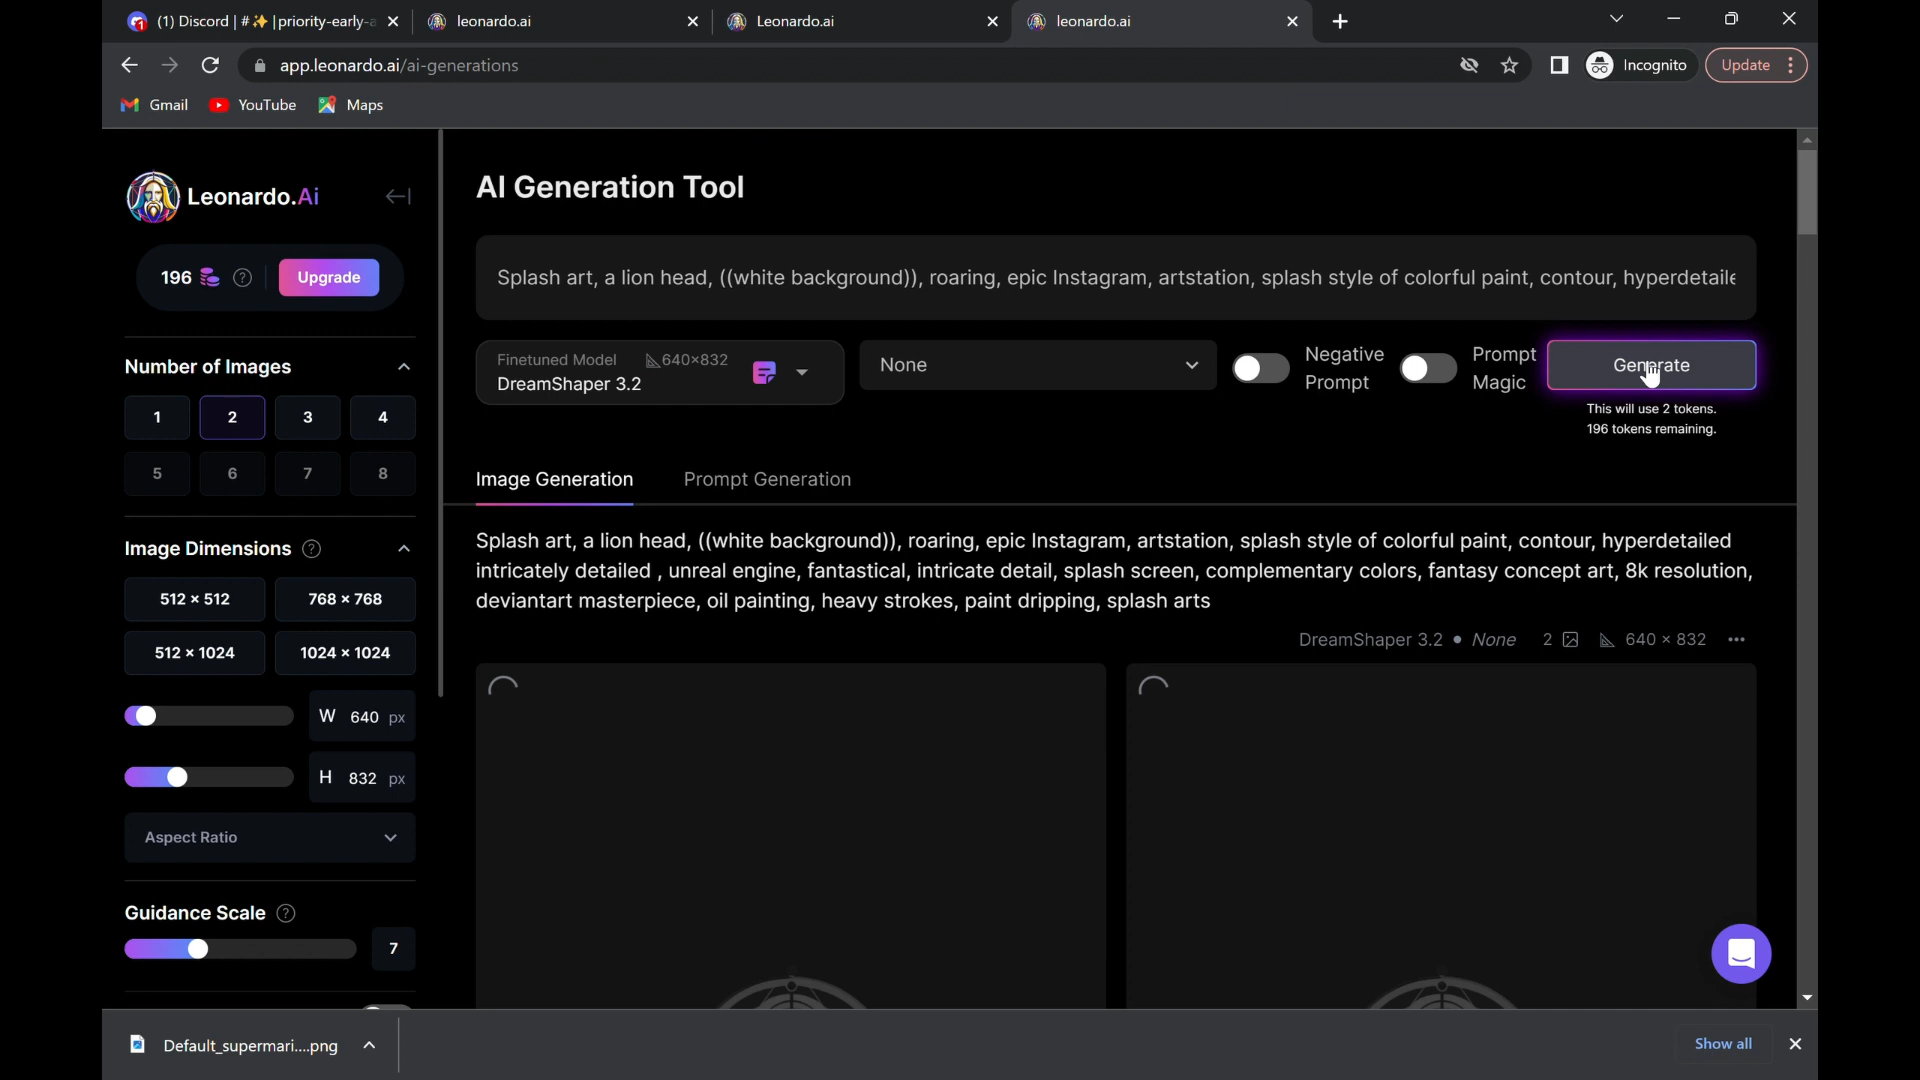 (1) Discord | #✨ | priority-early-a
leonardo.ai
Leonardo.ai
leonardo.ai
app.leonardo.ai/ai-generations
Incognito
Update
Gmail
YouTube
Maps
Leonardo.Ai
196
Upgrade
Number of Images
1
2
3
4
5
6
7
8
Image Dimensions
512 × 512
768 × 768
512 × 1024
1024 × 1024
W 640 px
H 832 px
Aspect Ratio
Guidance Scale
7
AI Generation Tool
Splash art, a lion head, ((white background)), roaring, epic Instagram, artstation, splash style of colorful paint, contour, hyperdetaile
Finetuned Model 640×832
DreamShaper 3.2
None
Negative
Prompt
Prompt
Magic
Generate
This will use 2 tokens.
196 tokens remaining.
Image Generation
Prompt Generation
Splash art, a lion head, ((white background)), roaring, epic Instagram, artstation, splash style of colorful paint, contour, hyperdetailed
intricately detailed , unreal engine, fantastical, intricate detail, splash screen, complementary colors, fantasy concept art, 8k resolution,
deviantart masterpiece, oil painting, heavy strokes, paint dripping, splash arts
DreamShaper 3.2 • None 2 640 × 832
Default_supermari....png
Show all